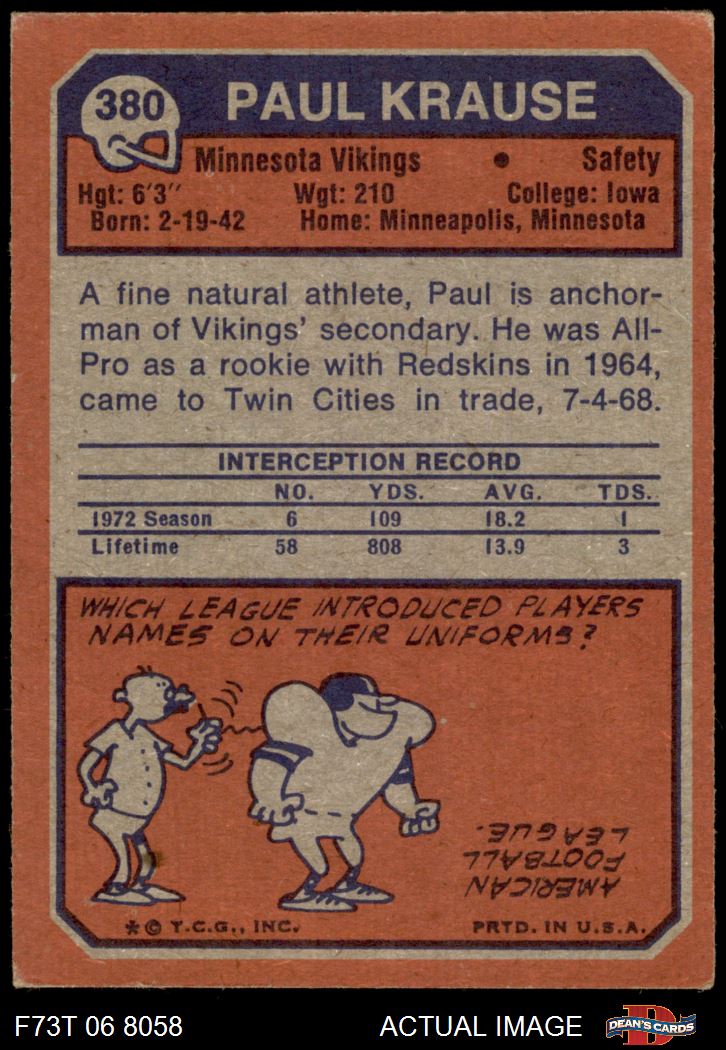 380 PAUL KRAUSE
Minnesota Vikings • Safety
Hgt: 6'3" Wgt: 210 College: Iowa
Born: 2-19-42 Home: Minneapolis, Minnesota
A fine natural athlete, Paul is anchor-
man of Vikings' secondary. He was All-
Pro as a rookie with Redskins in 1964,
came to Twin Cities in trade, 7-4-68.
INTERCEPTION RECORD
NO. YDS. AVG. TDS.
1972 Season 6 109 18.2 1
Lifetime 58 808 13.9 3
WHICH LEAGUE INTRODUCED PLAYERS
NAMES ON THEIR UNIFORMS?
AMERICAN
FOOTBALL
LEAGUE.
*© T.C.G., INC. PRTD. IN U.S.A.
F73T 06 8058 ACTUAL IMAGE D DEAN'S CARDS